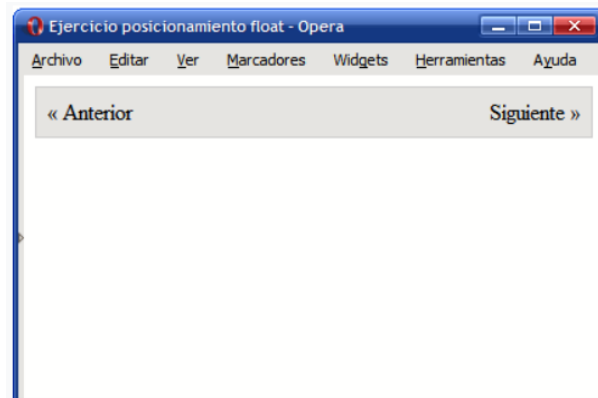 Ejercicio posicionamiento float - Opera
Archivo Editar Ver Marcadores Widgets Herramientas Ayuda
« Anterior Siguiente »